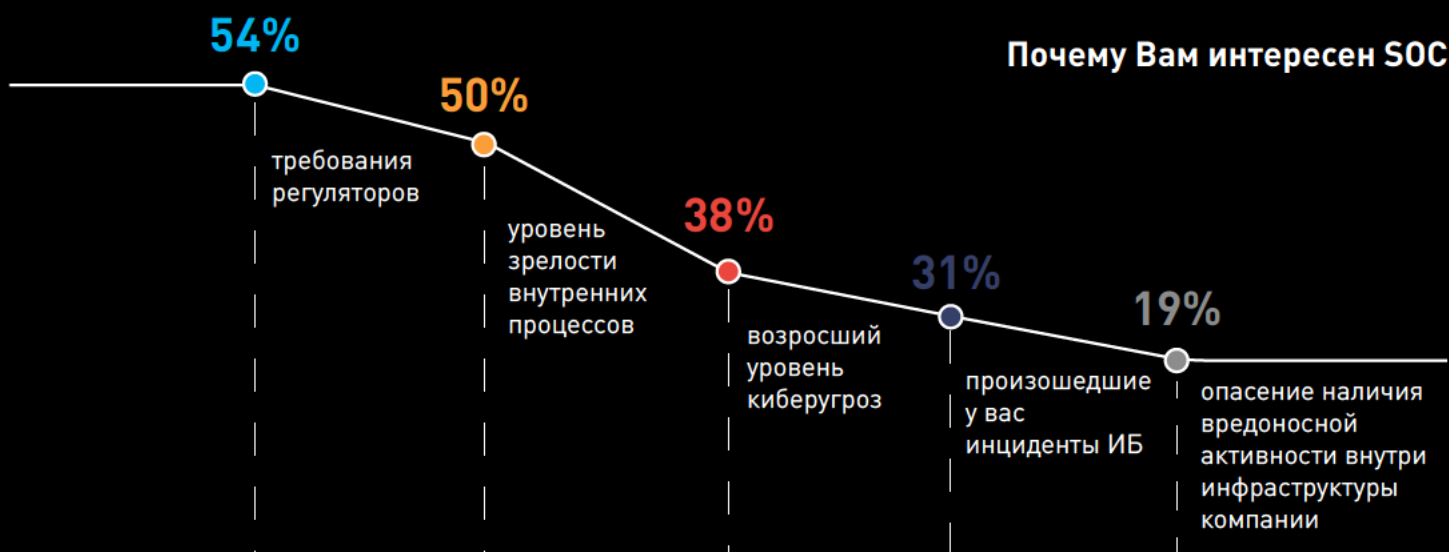 Почему Вам интересен SOC
54%
требования
регуляторов
50%
уровень
зрелости
внутренних
процессов
38%
возросший
уровень
киберугроз
31%
произошедшие
у вас
инциденты ИБ
19%
опасение наличия
вредоносной
активности внутри
инфраструктуры
компании